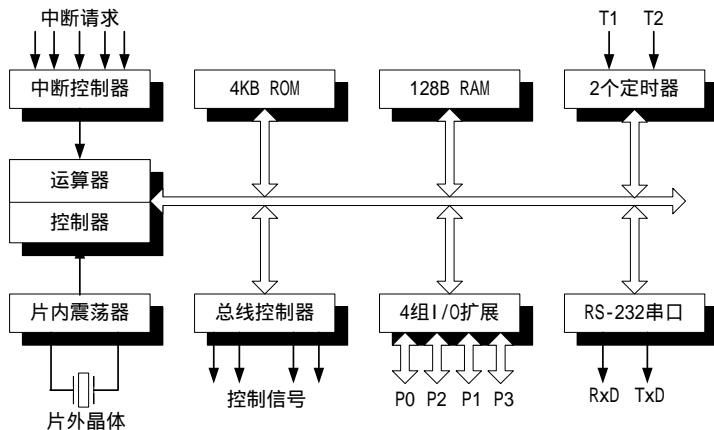 中断请求
T1 T2
中断控制器
4KB ROM
128B RAM
2个定时器
运算器
控制器
片内震荡器
总线控制器
4组I/O扩展
RS-232串口
控制信号
P0 P2 P1 P3
RxD TxD
片外晶体